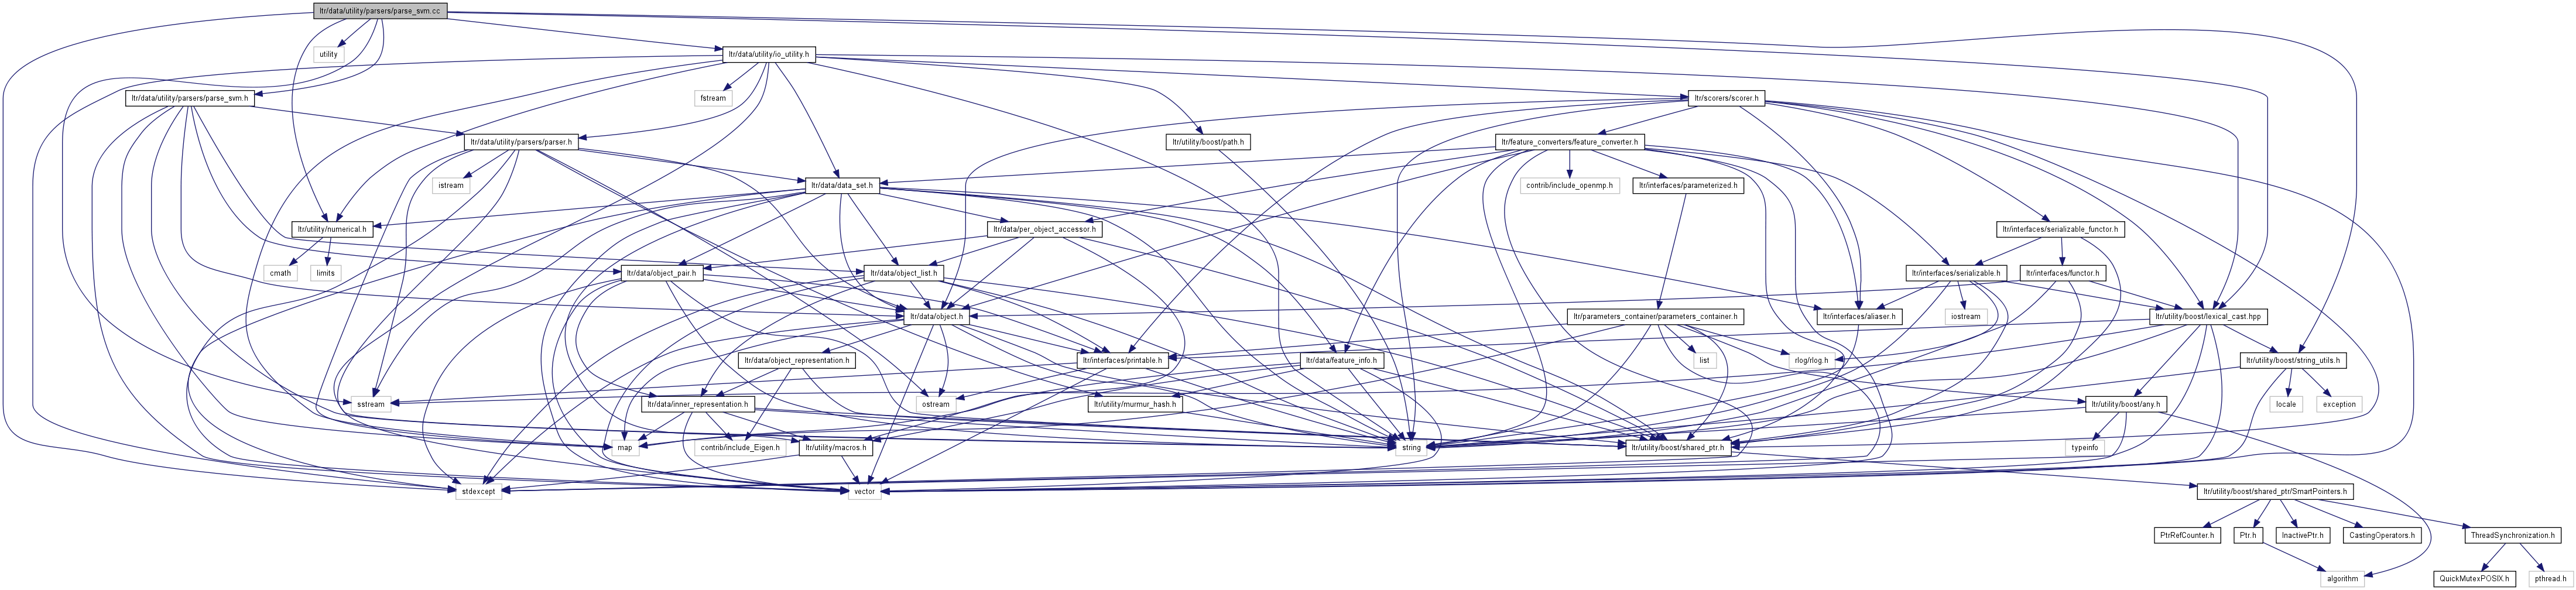 ltr/data/utility/parsers/parse_svm.cc
utility
ltr/data/utility/io_utility.h
ltr/data/utility/parsers/parse_svm.h
fstream
ltr/scorers/scorer.h
ltr/data/utility/parsers/parser.h
ltr/utility/boost/path.h
ltr/feature_converters/feature_converter.h
istream
ltr/data/data_set.h
contrib/include_openmp.h
ltr/interfaces/parameterized.h
ltr/utility/numerical.h
ltr/data/per_object_accessor.h
ltr/interfaces/serializable_functor.h
cmath
limits
ltr/data/object_pair.h
ltr/data/object_list.h
ltr/interfaces/serializable.h
ltr/interfaces/functor.h
ltr/data/object.h
ltr/parameters_container/parameters_container.h
ltr/interfaces/aliaser.h
iostream
ltr/utility/boost/lexical_cast.hpp
ltr/data/object_representation.h
ltr/interfaces/printable.h
ltr/data/feature_info.h
list
rlog/rlog.h
ltr/utility/boost/string_utils.h
sstream
ltr/data/inner_representation.h
ostream
ltr/utility/murmur_hash.h
ltr/utility/boost/any.h
locale
exception
map
contrib/include_Eigen.h
ltr/utility/macros.h
string
ltr/utility/boost/shared_ptr.h
typeinfo
stdexcept
vector
ltr/utility/boost/shared_ptr/SmartPointers.h
PtrRefCounter.h
Ptr.h
InactivePtr.h
CastingOperators.h
ThreadSynchronization.h
algorithm
QuickMutexPOSIX.h
pthread.h